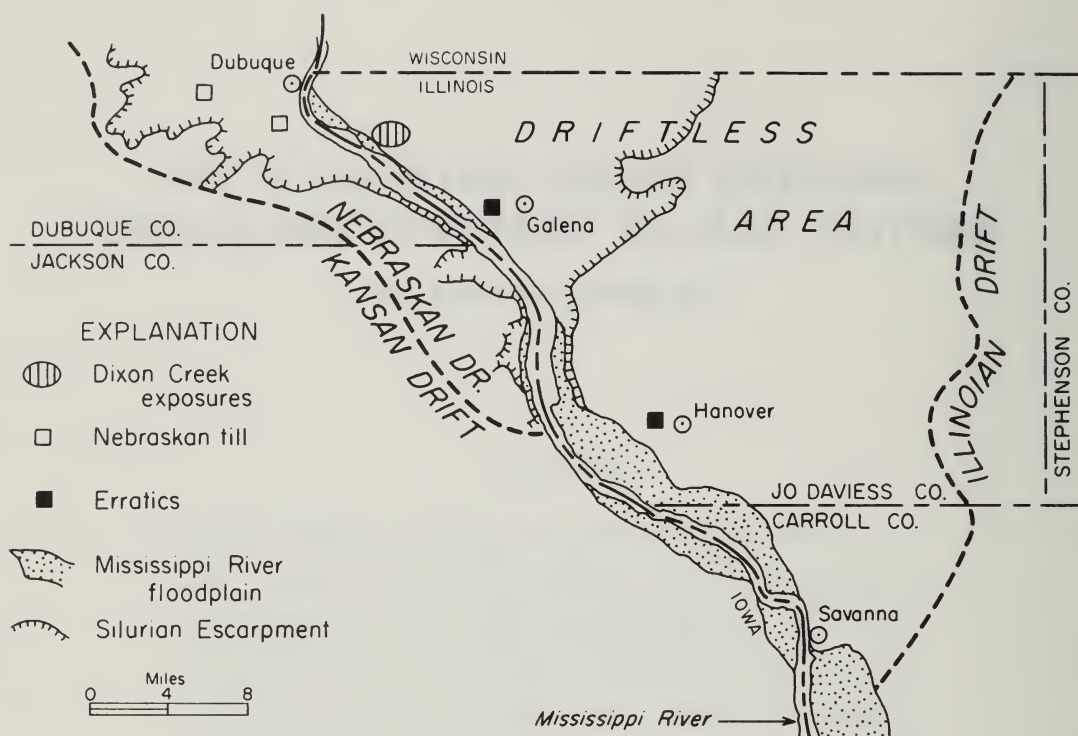 WISCONSIN
ILLINOIS
Dubuque
DRIFTLESS
AREA
Galena
DUBUQUE CO.
JACKSON CO.
NEBRASKAN DR.
KANSAN DRIFT
ILLINOIAN DRIFT
STEPHENSON CO.
EXPLANATION
Dixon Creek
exposures
Nebraskan till
Erratics
Mississippi River
floodplain
Silurian Escarpment
Hanover
JO DAVIESS CO.
CARROLL CO.
IOWA
Savanna
Miles
0 4 8
Mississippi River